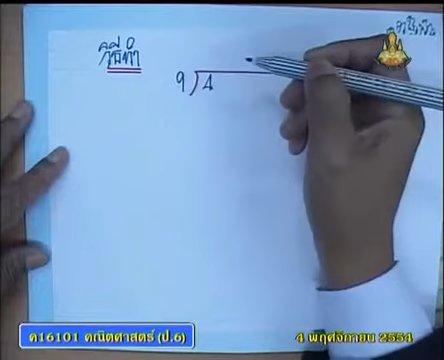 วิธีทำ
9 ) 4
ค16101 คณิตศาสตร์ (ป.6)
4 พฤศจิกายน 2554